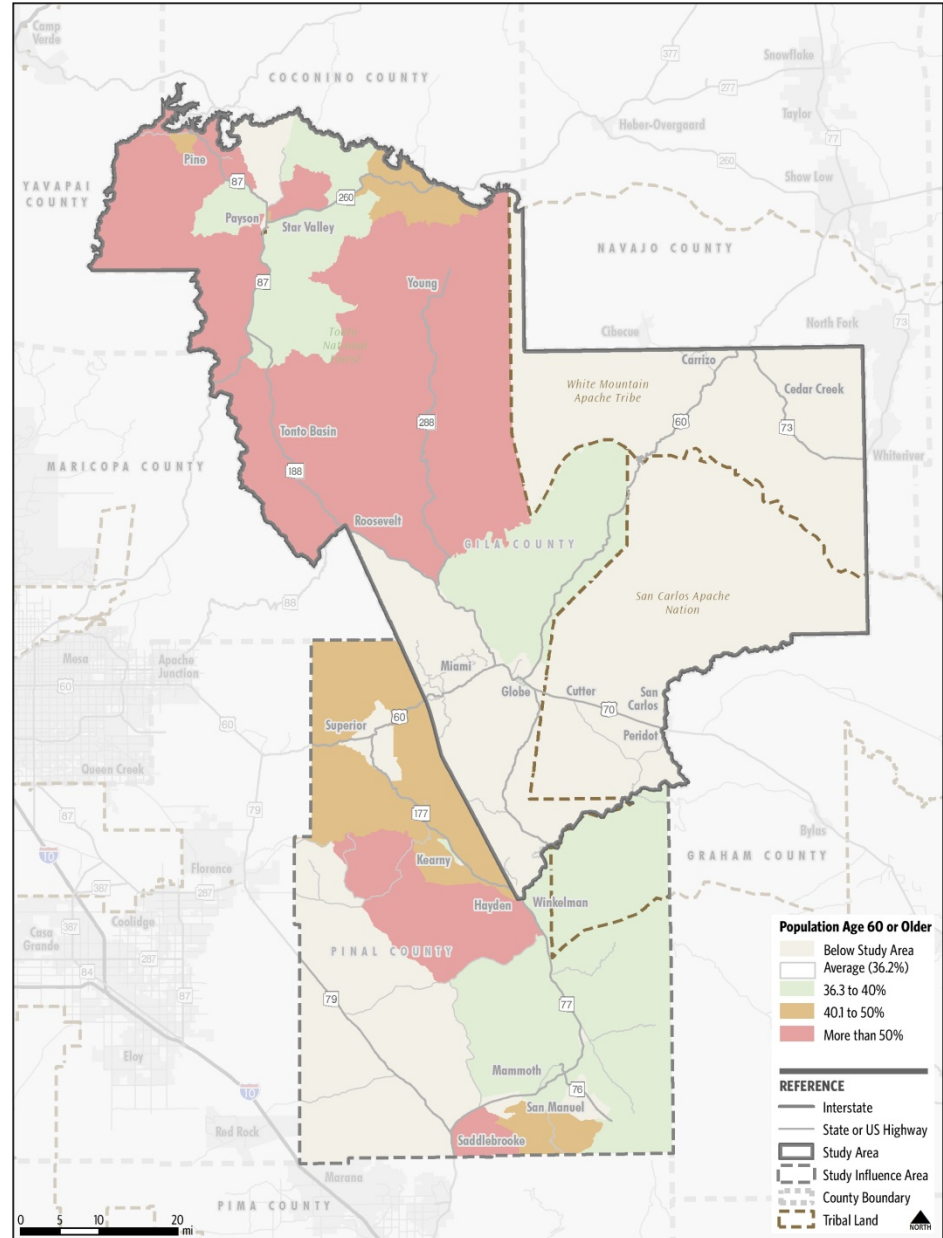 Camp
Verde
377
Snowflake
COCONINO COUNTY
277
Taylor
Heber-Overgaard
77
Pine
260
YAVAPAI
COUNTY
87
260
Show Low
Payson
Star Valley
NAVAJO COUNTY
87
Young
Cibecue
North Fork
73
Carrizo
White Mountain
Apache Tribe
Cedar Creek
60
288
73
Tonto Basin
MARICOPA COUNTY
188
Whiteriver
Roosevelt
GILA COUNTY
San Carlos Apache
Nation
88
Mesa
Apache
Junction
60
Miami
Globe
Cutter
San
Carlos
70
Superior
60
Peridot
60
Queen Creek
79
177
Bylas
87
Kearny
10
GRAHAM COUNTY
Florence
387
287
Hayden
Winkelman
Casa
Grande
387
Coolidge
287
PINAL COUNTY
84
87
79
77
Eloy
Mammoth
76
10
San Manuel
Red Rock
Saddlebrooke
Marana
PIMA COUNTY
0 5 10 20
mi
Population Age 60 or Older
Below Study Area
Average (36.2%)
36.3 to 40%
40.1 to 50%
More than 50%
REFERENCE
Interstate
State or US Highway
Study Area
Study Influence Area
County Boundary
Tribal Land
NORTH